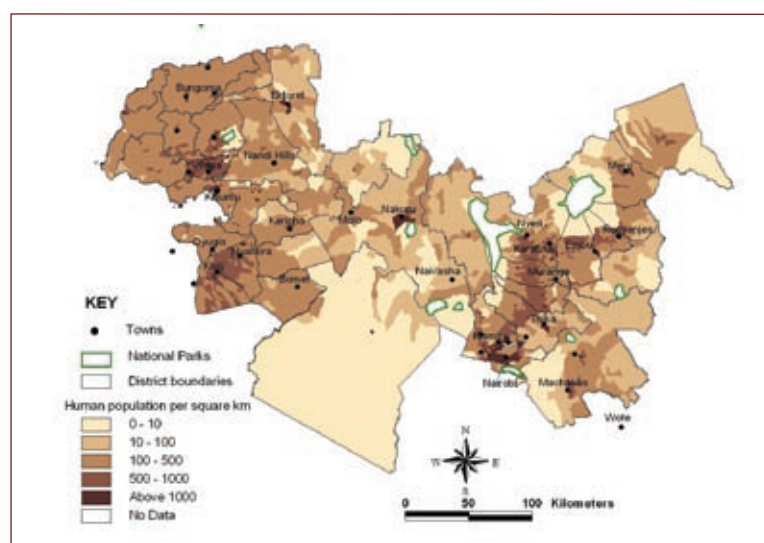 Bungoma
Eldoret
Nandi Hills
Kisumu
Kericho
Molo
Nakuru
Meru
Nyeri
Karatina
Embu
Muranga
Naivasha
Bomet
Thika
Nairobi
Machakos
Wote
KEY
Towns
National Parks
District boundaries
Human population per square km
0 - 10
10 - 100
100 - 500
500 - 1000
Above 1000
No Data
N
W E
S
0 50 100 Kilometers